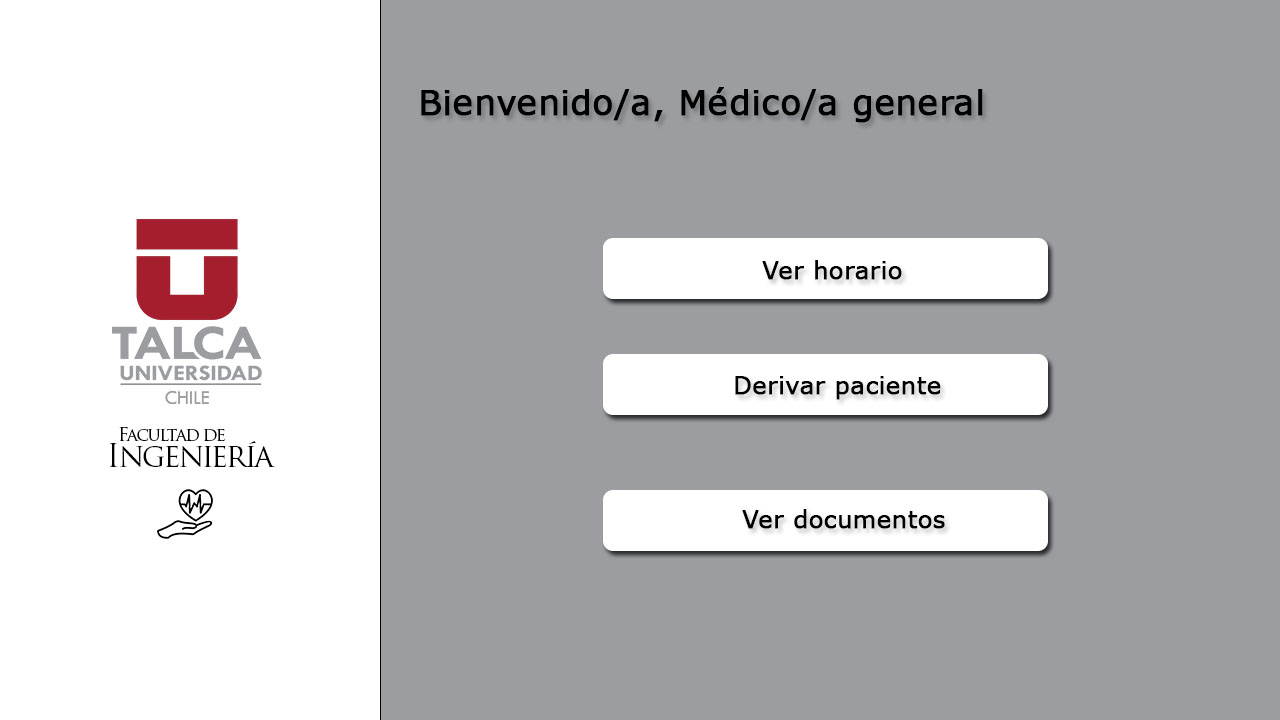 Bienvenido/a, Médico/a general
Ver horario
Derivar paciente
Ver documentos
TALCA
UNIVERSIDAD
CHILE
FACULTAD DE
INGENIERÍA